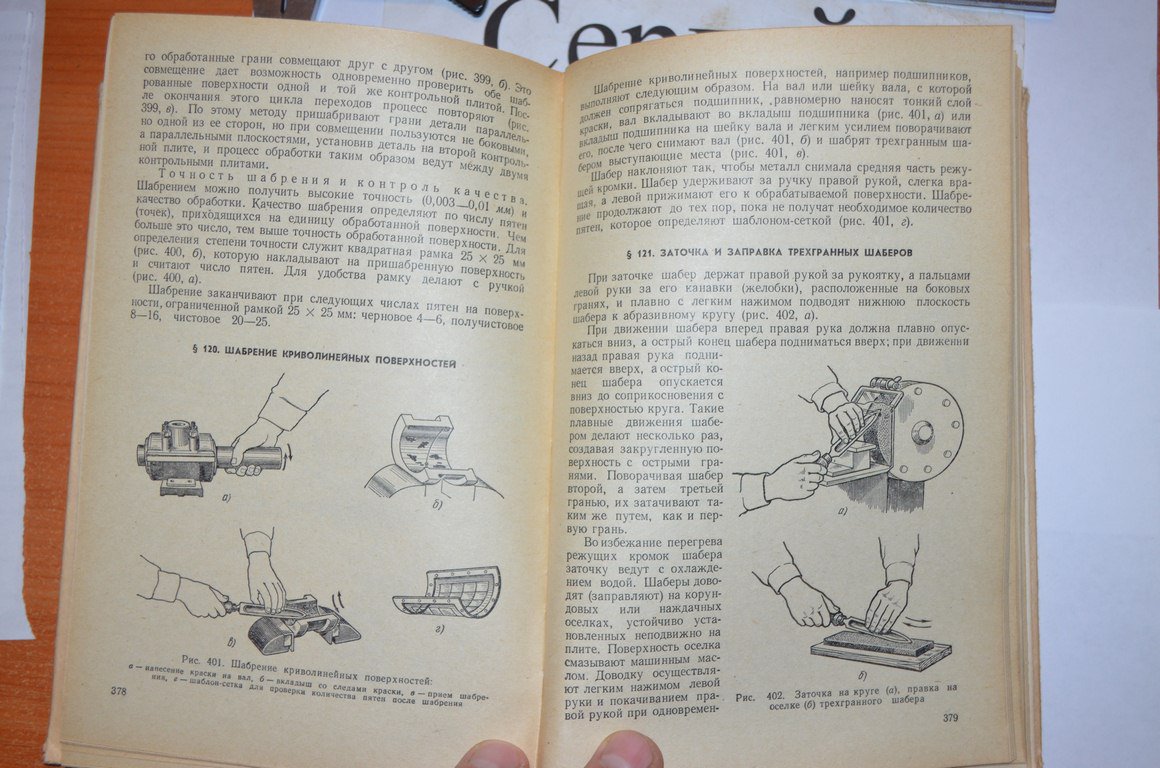 Сер
го обработанные грани совмещают друг с другом (рис. 399, б). Это
совмещение дает возможность одновременно проверить обе шаб-
рованные поверхности одной и той же контрольной плитой. Пос-
ле окончания этого цикла переходов процесс повторяют (рис.
399, в). По этому методу пришабривают грани детали параллель-
но одной из ее сторон, но при совмещении пользуются не боковыми,
а параллельными плоскостями, установив деталь на второй контроль-
ной плите, и процесс обработки таким образом ведут между двумя
контрольными плитами.
Точность шабрения и контроль качества.
Шабрением можно получить высокие точность (0,003—0,01 мм) и
качество обработки. Качество шабрения определяют по числу пятен
(точек), приходящихся на единицу обработанной поверхности. Чем
больше это число, тем выше точность обработанной поверхности. Для
определения степени точности служит квадратная рамка 25 × 25 мм
(рис. 400, б), которую накладывают на пришабренную поверхность
и считают число пятен. Для удобства рамку делают с ручкой
(рис. 400, а).
Шабрение заканчивают при следующих числах пятен на поверх-
ности, ограниченной рамкой 25 × 25 мм: черновое 4—6, получистовое
8—16, чистовое 20—25.
§ 120. ШАБРЕНИЕ КРИВОЛИНЕЙНЫХ ПОВЕРХНОСТЕЙ
а)
б)
в)
г)
Рис. 401. Шабрение криволинейных поверхностей:
а — нанесение краски на вал, б — вкладыш со следами краски, в — прием шабре-
ния, г — шаблон-сетка для проверки количества пятен после шабрения
378
Шабрение криволинейных поверхностей, например подшипников,
выполняют следующим образом. На вал или шейку вала, с которой
должен сопрягаться подшипник, равномерно наносят тонкий слой
краски, вал вкладывают во вкладыш подшипника (рис. 401, а) или
вкладыш подшипника на шейку вала и легким усилием поворачивают
его, после чего снимают вал (рис. 401, б) и шабрят трехгранным ша-
бером выступающие места (рис. 401, в).
Шабер наклоняют так, чтобы металл снимала средняя часть режу-
щей кромки. Шабер удерживают за ручку правой рукой, слегка вра-
щая, а левой прижимают его к обрабатываемой поверхности. Шабре-
ние продолжают до тех пор, пока не получат необходимое количество
пятен, которое определяют шаблоном-сеткой (рис. 401, г).
§ 121. ЗАТОЧКА И ЗАПРАВКА ТРЕХГРАННЫХ ШАБЕРОВ
При заточке шабер держат правой рукой за рукоятку, а пальцами
левой руки за его канавки (желобки), расположенные на боковых
гранях, и плавно с легким нажимом подводят нижнюю плоскость
шабера к абразивному кругу (рис. 402, а).
При движении шабера вперед правая рука должна плавно опус-
каться вниз, а острый конец шабера подниматься вверх; при движении
назад правая рука подни-
мается вверх, а острый ко-
нец шабера опускается
вниз до соприкосновения с
поверхностью круга. Такие
плавные движения шабе-
ром делают несколько раз,
создавая закругленную по-
верхность с острыми гра-
нями. Поворачивая шабер
второй, а затем третьей
гранью, их затачивают та-
ким же путем, как и пер-
вую грань.
Во избежание перегрева
режущих кромок шабера
заточку ведут с охлажде-
нием водой. Шаберы дово-
дят (заправляют) на корун-
довых или наждачных
оселках, устойчиво уста-
новленных неподвижно на
плите. Поверхность оселка
смазывают машинным мас-
лом. Доводку осуществля-
ют легким нажимом левой
руки и покачиванием пра-
вой рукой при одновремен-
а)
б)
Рис. 402. Заточка на круге (а), правка на
оселке (б) трехгранного шабера
379